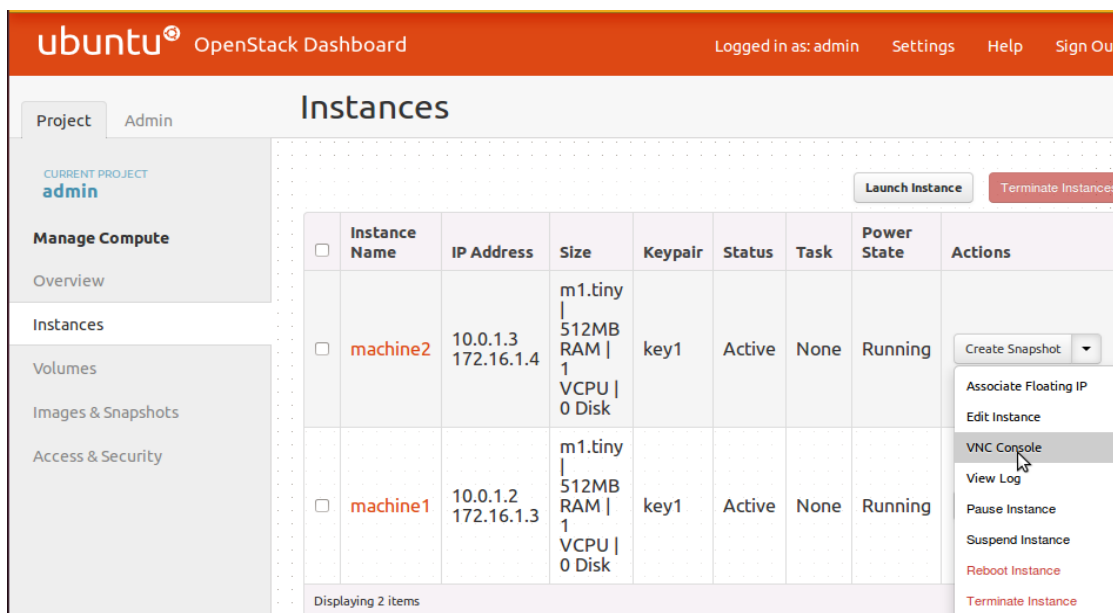 ubuntu OpenStack Dashboard Logged in as: admin Settings Help Sign Ou
Project Admin
Instances
CURRENT PROJECT
admin
Manage Compute
Overview
Instances
Volumes
Images & Snapshots
Access & Security
Launch Instance Terminate Instances
Instance
Name IP Address Size Keypair Status Task Power
State Actions
machine2
10.0.1.3
172.16.1.4
m1.tiny
|
512MB
RAM |
1
VCPU |
0 Disk
key1 Active None Running Create Snapshot
machine1
10.0.1.2
172.16.1.3
m1.tiny
|
512MB
RAM |
1
VCPU |
0 Disk
key1 Active None Running
Associate Floating IP
Edit Instance
VNC Console
View Log
Pause Instance
Suspend Instance
Reboot Instance
Terminate Instance
Displaying 2 items